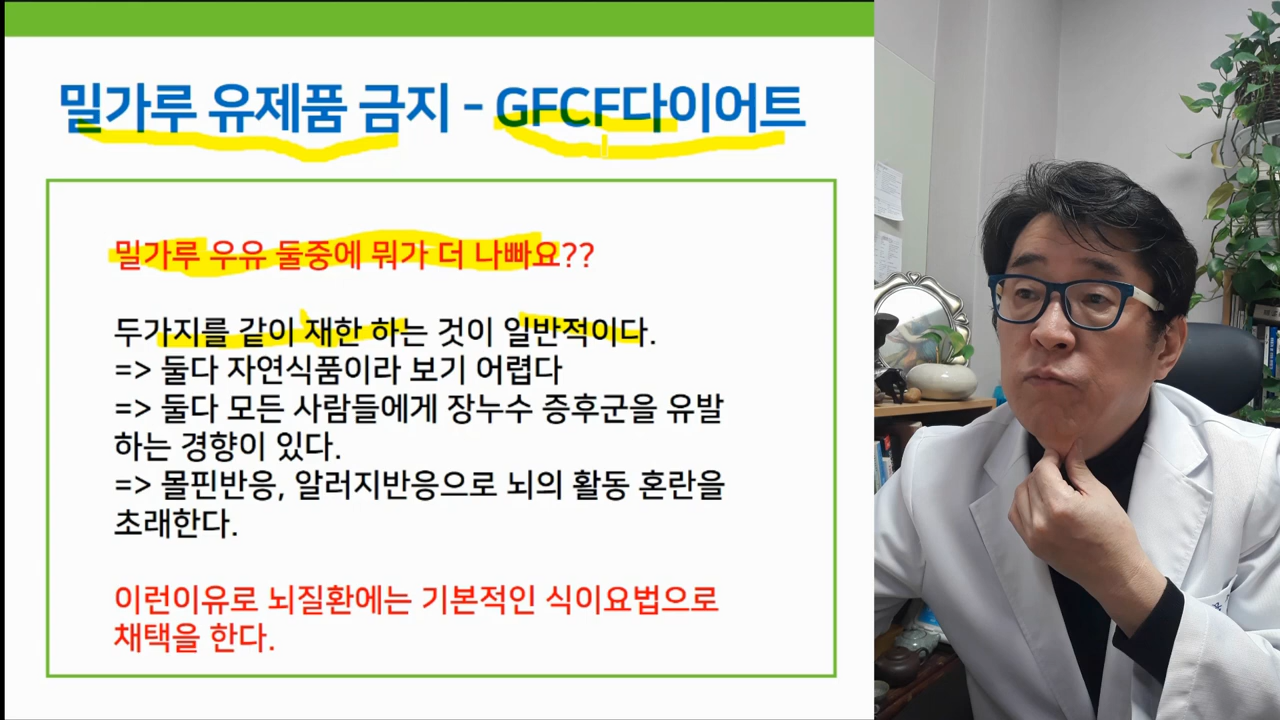 밀가루 유제품 금지 - GFCF다이어트
밀가루 우유 둘중에 뭐가 더 나빠요??
두가지를 같이 재한 하는 것이 일반적이다.
=> 둘다 자연식품이라 보기 어렵다
=> 둘다 모든 사람들에게 장누수 증후군을 유발
하는 경향이 있다.
=> 몰핀반응, 알러지반응으로 뇌의 활동 혼란을
초래한다.
이런이유로 뇌질환에는 기본적인 식이요법으로
채택을 한다.